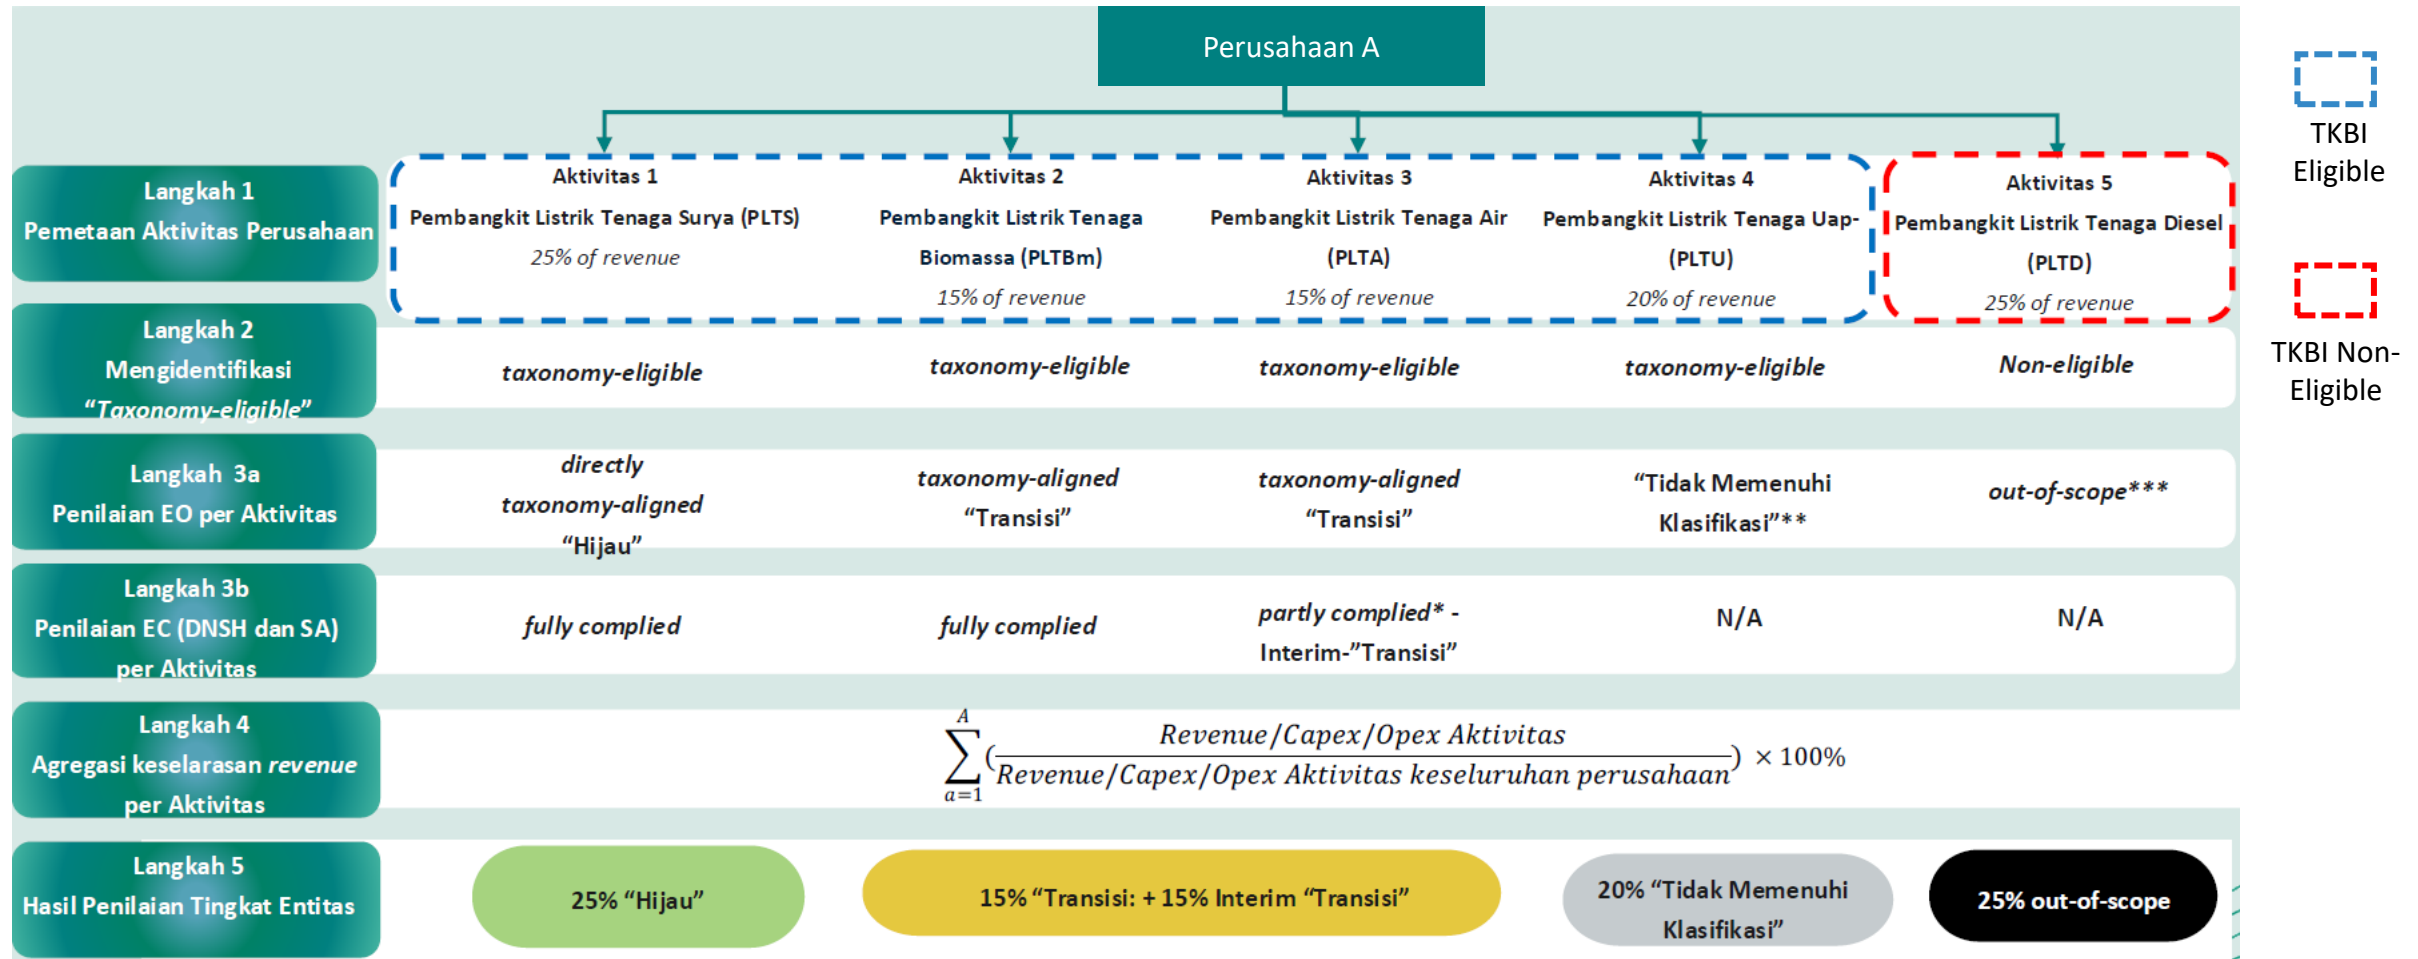 Perusahaan A
TKBI
Eligible
TKBI Non-
Eligible
Langkah 1
Pemetaan Aktivitas Perusahaan
Aktivitas 1
Pembangkit Listrik Tenaga Surya (PLTS)
25% of revenue
Aktivitas 2
Pembangkit Listrik Tenaga
Biomassa (PLTBm)
15% of revenue
Aktivitas 3
Pembangkit Listrik Tenaga Air
(PLTA)
15% of revenue
Aktivitas 4
Pembangkit Listrik Tenaga Uap-
(PLTU)
20% of revenue
Aktivitas 5
Pembangkit Listrik Tenaga Diesel
(PLTD)
25% of revenue
Langkah 2
Mengidentifikasi
“Taxonomy-eligible”
taxonomy-eligible
taxonomy-eligible
taxonomy-eligible
taxonomy-eligible
Non-eligible
Langkah 3a
Penilaian EO per Aktivitas
directly
taxonomy-aligned
“Hijau”
taxonomy-aligned
“Transisi”
taxonomy-aligned
“Transisi”
“Tidak Memenuhi
Klasifikasi”**
out-of-scope***
Langkah 3b
Penilaian EC (DNSH dan SA)
per Aktivitas
fully complied
fully complied
partly complied* -
Interim-”Transisi”
N/A
N/A
Langkah 4
Agregasi keselarasan revenue
per Aktivitas
A
∑ (Revenue/Capex/Opex Aktivitas
Revenue/Capex/Opex Aktivitas keseluruhan perusahaan) × 100%
a=1
Langkah 5
Hasil Penilaian Tingkat Entitas
25% “Hijau”
15% “Transisi: + 15% Interim “Transisi”
20% “Tidak Memenuhi
Klasifikasi”
25% out-of-scope